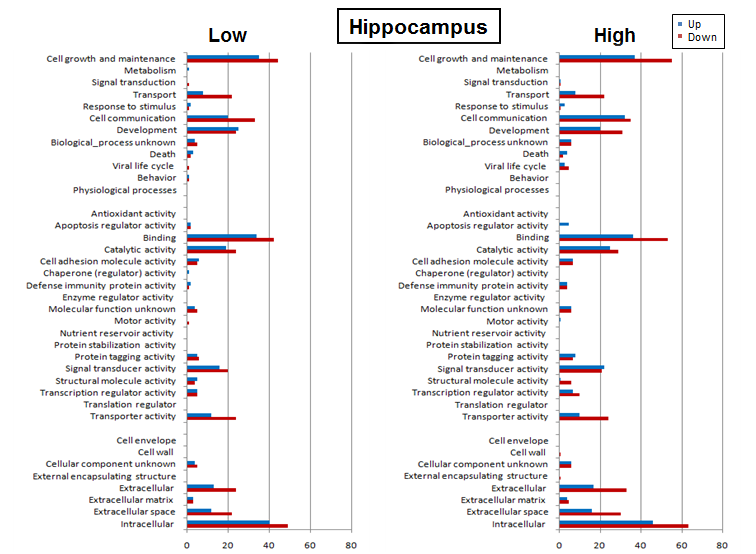 Hippocampus
Low
High
Up
Down
Cell growth and maintenance
Metabolism
Signal transduction
Transport
Response to stimulus
Cell communication
Development
Biological_process unknown
Death
Viral life cycle
Behavior
Physiological processes
Antioxidant activity
Apoptosis regulator activity
Binding
Catalytic activity
Cell adhesion molecule activity
Chaperone (regulator) activity
Defense immunity protein activity
Enzyme regulator activity
Molecular function unknown
Motor activity
Nutrient reservoir activity
Protein stabilization activity
Protein tagging activity
Signal transducer activity
Structural molecule activity
Transcription regulator activity
Translation regulator
Transporter activity
Cell envelope
Cell wall
Cellular component unknown
External encapsulating structure
Extracellular
Extracellular matrix
Extracellular space
Intracellular
0 20 40 60 80
Cell growth and maintenance
Metabolism
Signal transduction
Transport
Response to stimulus
Cell communication
Development
Biological_process unknown
Death
Viral life cycle
Behavior
Physiological processes
Antioxidant activity
Apoptosis regulator activity
Binding
Catalytic activity
Cell adhesion molecule activity
Chaperone (regulator) activity
Defense immunity protein activity
Enzyme regulator activity
Molecular function unknown
Motor activity
Nutrient reservoir activity
Protein stabilization activity
Protein tagging activity
Signal transducer activity
Structural molecule activity
Transcription regulator activity
Translation regulator
Transporter activity
Cell envelope
Cell wall
Cellular component unknown
External encapsulating structure
Extracellular
Extracellular matrix
Extracellular space
Intracellular
0 20 40 60 80